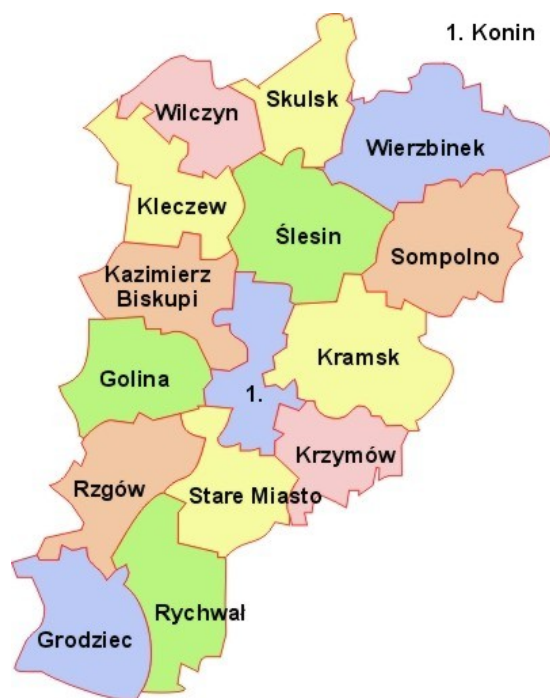 1. Konin
Skulsk
Wilczyn
Wierzbinek
Kleczew
Ślesin
Sompolno
Kazimierz
Biskupi
Kramsk
Golina
1.
Krzymów
Rzgów
Stare Miasto
Rychwał
Grodziec